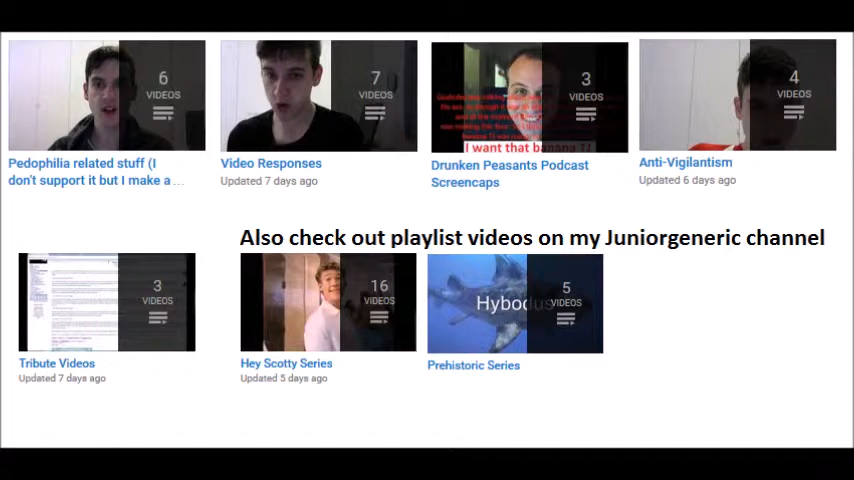 6
VIDEOS
7
VIDEOS
3
VIDEOS
4
VIDEOS
I want that banana TJ
Pedophilia related stuff (I
don't support it but I make a ...
Video Responses
Updated 7 days ago
Drunken Peasants Podcast
Screencaps
Anti-Vigilantism
Updated 6 days ago
Also check out playlist videos on my Juniorgeneric channel
3
VIDEOS
16
VIDEOS
Hybodus
5
VIDEOS
Tribute Videos
Updated 7 days ago
Hey Scotty Series
Updated 5 days ago
Prehistoric Series